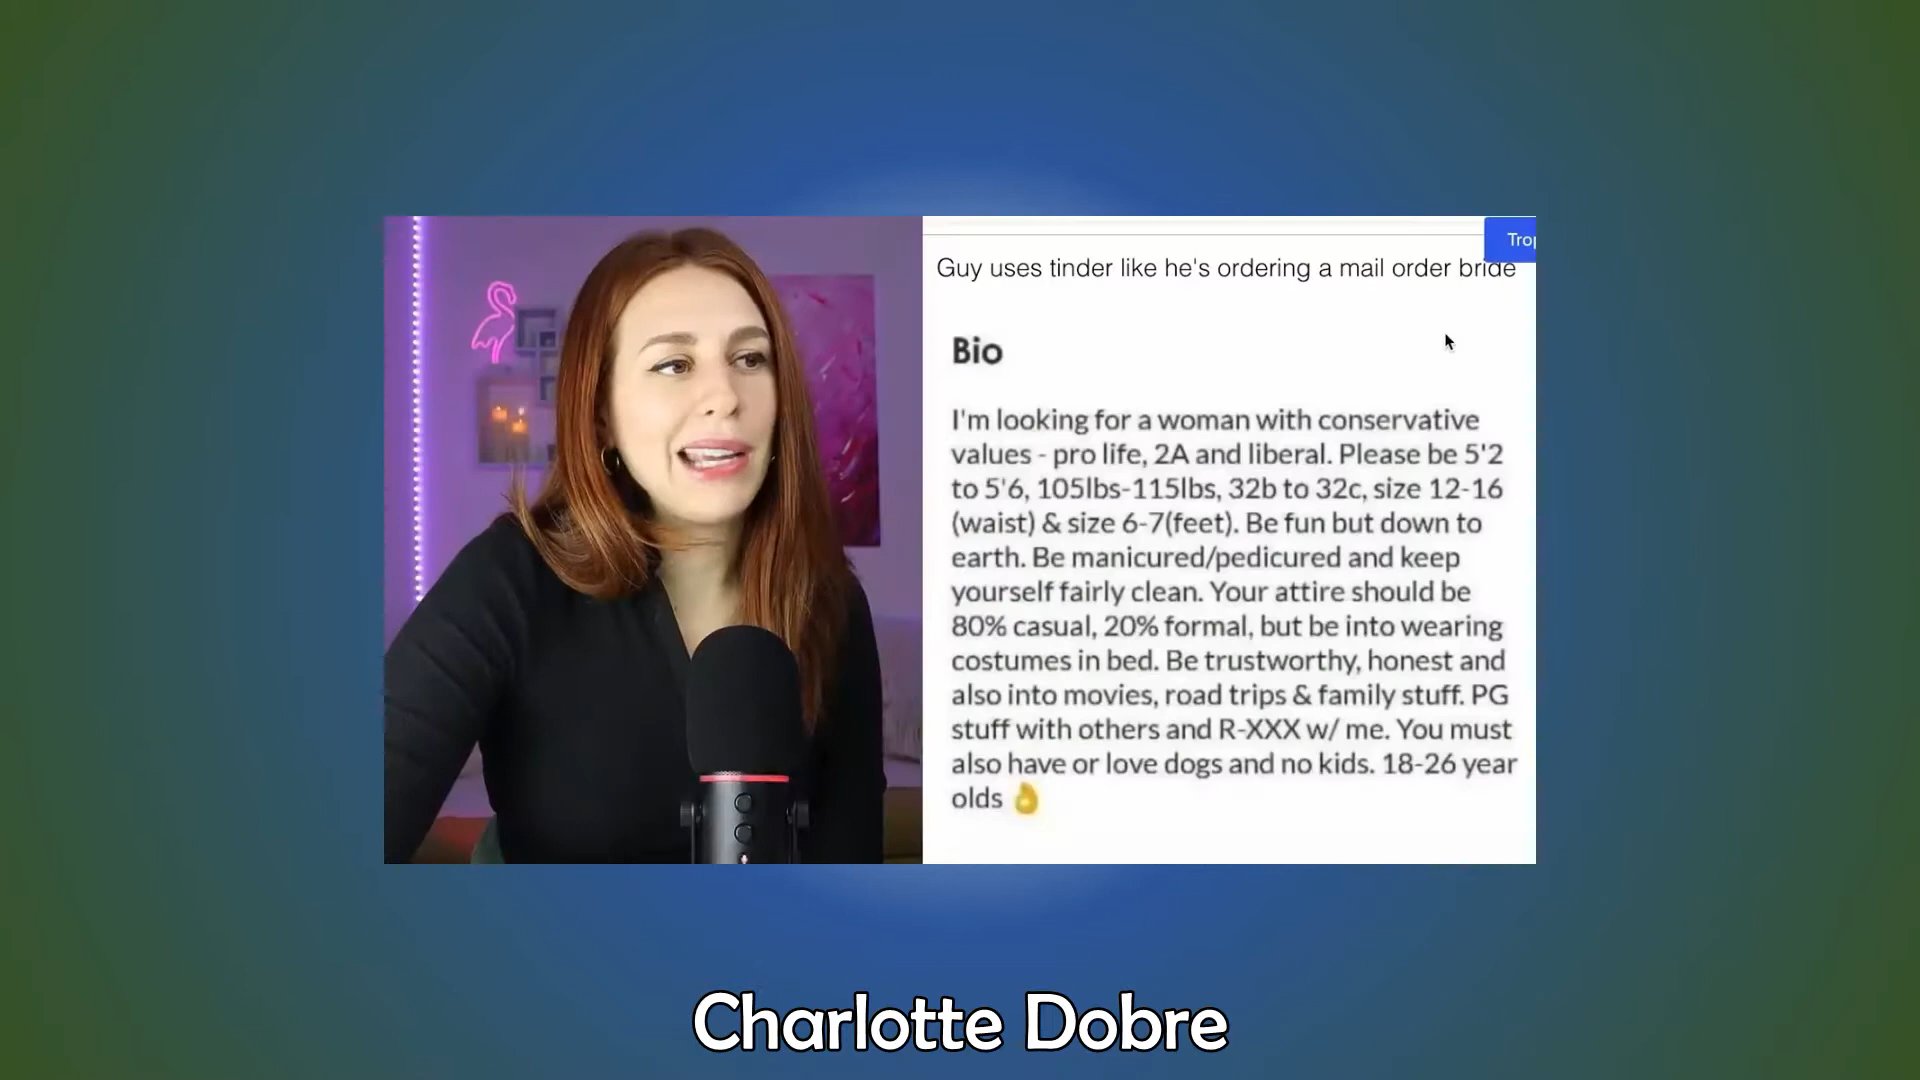 Trop
Guy uses tinder like he's ordering a mail order bride
Bio
I'm looking for a woman with conservative
values - pro life, 2A and liberal. Please be 5'2
to 5'6, 105lbs-115lbs, 32b to 32c, size 12-16
(waist) & size 6-7(feet). Be fun but down to
earth. Be manicured/pedicured and keep
yourself fairly clean. Your attire should be
80% casual, 20% formal, but be into wearing
costumes in bed. Be trustworthy, honest and
also into movies, road trips & family stuff. PG
stuff with others and R-XXX w/ me. You must
also have or love dogs and no kids. 18-26 year
olds 👌
Charlotte Dobre